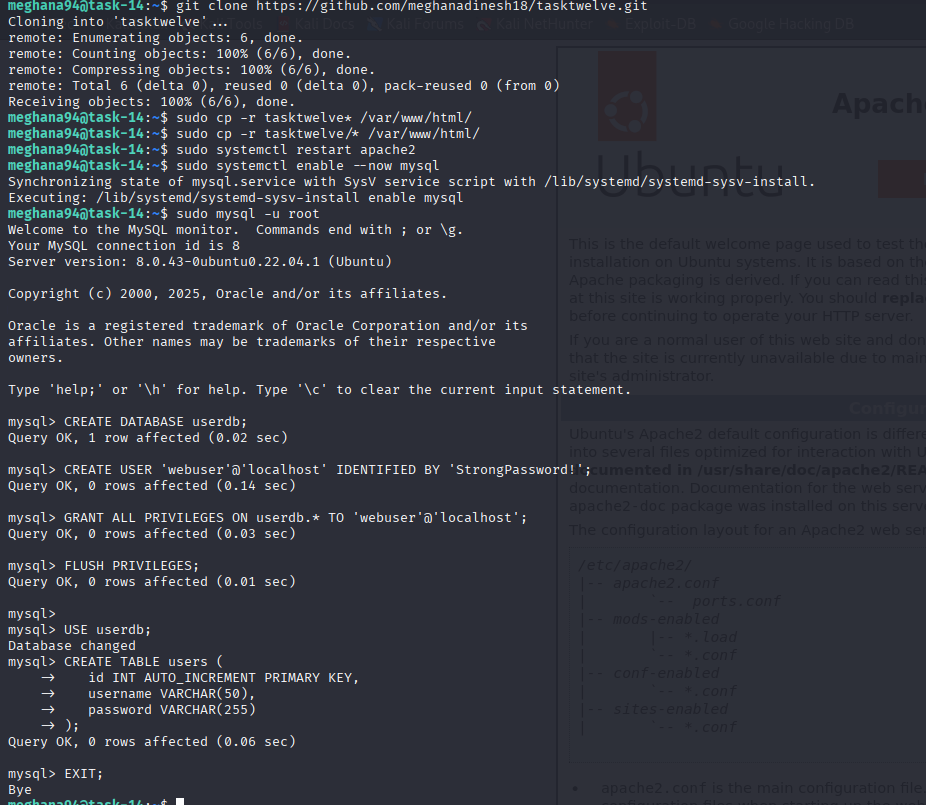 meghana94@task-14:~$ git clone https://github.com/meghanadinesh18/tasktwelve.git
Cloning into 'tasktwelve'...
remote: Enumerating objects: 6, done.
remote: Counting objects: 100% (6/6), done.
remote: Compressing objects: 100% (6/6), done.
remote: Total 6 (delta 0), reused 0 (delta 0), pack-reused 0 (from 0)
Receiving objects: 100% (6/6), done.
meghana94@task-14:~$ sudo cp -r tasktwelve* /var/www/html/
meghana94@task-14:~$ sudo cp -r tasktwelve/* /var/www/html/
meghana94@task-14:~$ sudo systemctl restart apache2
meghana94@task-14:~$ sudo systemctl enable --now mysql
Synchronizing state of mysql.service with SysV service script with /lib/systemd/systemd-sysv-install.
Executing: /lib/systemd/systemd-sysv-install enable mysql
meghana94@task-14:~$ sudo mysql -u root
Welcome to the MySQL monitor.  Commands end with ; or \g.
Your MySQL connection id is 8
Server version: 8.0.43-0ubuntu0.22.04.1 (Ubuntu)
Copyright (c) 2000, 2025, Oracle and/or its affiliates.
Oracle is a registered trademark of Oracle Corporation and/or its
affiliates. Other names may be trademarks of their respective
owners.
Type 'help;' or '\h' for help. Type '\c' to clear the current input statement.
mysql> CREATE DATABASE userdb;
Query OK, 1 row affected (0.02 sec)
mysql> CREATE USER 'webuser'@'localhost' IDENTIFIED BY 'StrongPassword!';
Query OK, 0 rows affected (0.14 sec)
mysql> GRANT ALL PRIVILEGES ON userdb.* TO 'webuser'@'localhost';
Query OK, 0 rows affected (0.03 sec)
mysql> FLUSH PRIVILEGES;
Query OK, 0 rows affected (0.01 sec)
mysql>
mysql> USE userdb;
Database changed
mysql> CREATE TABLE users (
    →    id INT AUTO_INCREMENT PRIMARY KEY,
    →    username VARCHAR(50),
    →    password VARCHAR(255)
    → );
Query OK, 0 rows affected (0.06 sec)
mysql> EXIT;
Bye
meghana94@task-14:~$
Kali Docs Kali Forums Kali NetHunter Exploit-DB Google Hacking DB
Apache
Ubuntu
This is the default welcome page used to test the
installation on Ubuntu systems. It is based on the
Apache packaging is derived. If you can read this
at this site is working properly. You should repla
before continuing to operate your HTTP server.
If you are a normal user of this web site and don
that the site is currently unavailable due to main
site's administrator.
Configur
Ubuntu's Apache2 default configuration is differe
into several files optimized for interaction with U
documented in /usr/share/doc/apache2/REA
documentation. Documentation for the web serv
apache2-doc package was installed on this serve
The configuration layout for an Apache2 web ser
/etc/apache2/
|-- apache2.conf
|       `--  ports.conf
|-- mods-enabled
|       |-- *.load
|       `-- *.conf
|-- conf-enabled
|       `-- *.conf
|-- sites-enabled
|       `-- *.conf
• apache2.conf is the main configuration file.